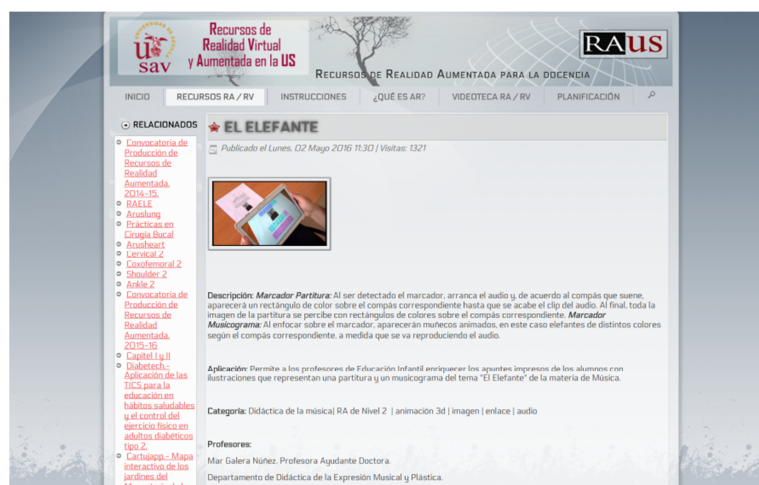 Recursos de
Realidad Virtual
y Aumentada en la US
us
sav
RAUS
RECURSOS DE REALIDAD AUMENTADA PARA LA DOCENCIA
INICIO RECURSOS RA / RV INSTRUCCIONES ¿QUÉ ES AR? VIDEOTECA RA / RV PLANIFICACIÓN
RELACIONADOS
Convocatoria de
Producción de
Recursos de
Realidad
Aumentada.
2014-15.
RAELE
Aruslung
Prácticas en
Cirugía Bucal
Arusheart
Cervical 2
Coxofemoral 2
Shoulder 2
Ankle 2
Convocatoria de
Producción de
Recursos de
Realidad
Aumentada.
2015-16
Capitel I y II
Diabetech.-
Aplicación de las
TICS para la
educación en
hábitos saludables
y el control del
ejercicio físico en
adultos diabéticos
tipo 2.
Cartujapp.- Mapa
interactivo de los
jardines del
EL ELEFANTE
Publicado el Lunes, 02 Mayo 2016 11:30 | Visitas: 1321
Descripción: Marcador Partitura: Al ser detectado el marcador, arranca el audio y, de acuerdo al compás que suene,
aparecerá un rectángulo de color sobre el compás correspondiente hasta que se acabe el clip del audio. Al final, toda la
imagen de la partitura se percibe con rectángulos de colores sobre el compás correspondiente. Marcador
Musicograma: Al enfocar sobre el marcador, aparecerán muñecos animados, en este caso elefantes de distintos colores
según el compás correspondiente, a medida que se va reproduciendo el audio.
Aplicación: Permite a los profesores de Educación Infantil enriquecer los apuntes impresos de los alumnos con
ilustraciones que representan una partitura y un musicograma del tema "El Elefante" de la materia de Música.
Categoría: Didáctica de la música| RA de Nivel 2 | animación 3d | imagen | enlace | audio
Profesores:
Mar Galera Núñez. Profesora Ayudante Doctora.
Departamento de Didáctica de la Expresión Musical y Plástica.